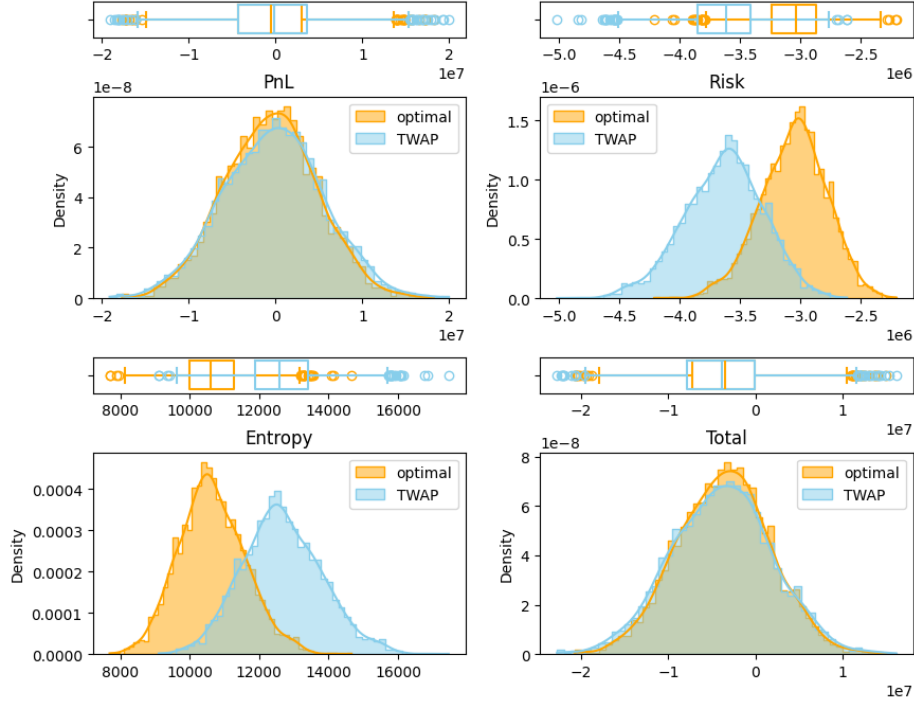 −2 −1 0 1 2
1e7
−5.0 −4.5 −4.0 −3.5 −3.0 −2.5
1e6
PnL
1e−8
optimal
TWAP
Density
6
4
2
0
−2 −1 0 1 2
1e7
Risk
1e−6
optimal
TWAP
Density
1.5
1.0
0.5
0.0
−5.0 −4.5 −4.0 −3.5 −3.0 −2.5
1e6
8000 10000 12000 14000 16000
−2 −1 0 1
1e7
Entropy
optimal
TWAP
Density
0.0004
0.0003
0.0002
0.0001
0.0000
8000 10000 12000 14000 16000
Total
1e−8
optimal
TWAP
Density
8
6
4
2
0
−2 −1 0 1
1e7